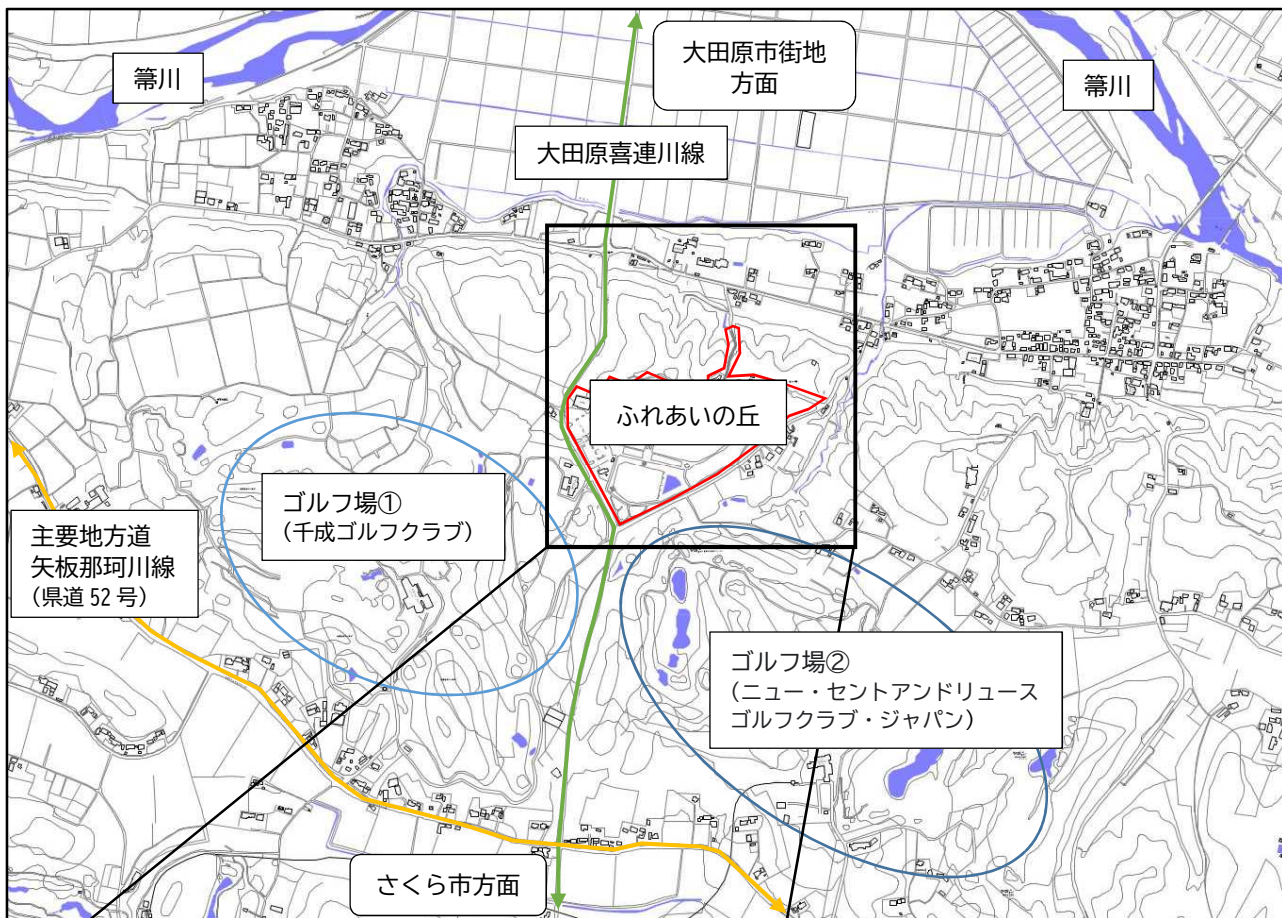 大田原市街地
方面
箒川
箒川
大田原喜連川線
ふれあいの丘
ゴルフ場①
（千成ゴルフクラブ）
主要地方道
矢板那珂川線
（県道 52 号）
ゴルフ場②
（ニュー・セントアンドリュース
ゴルフクラブ・ジャパン）
さくら市方面